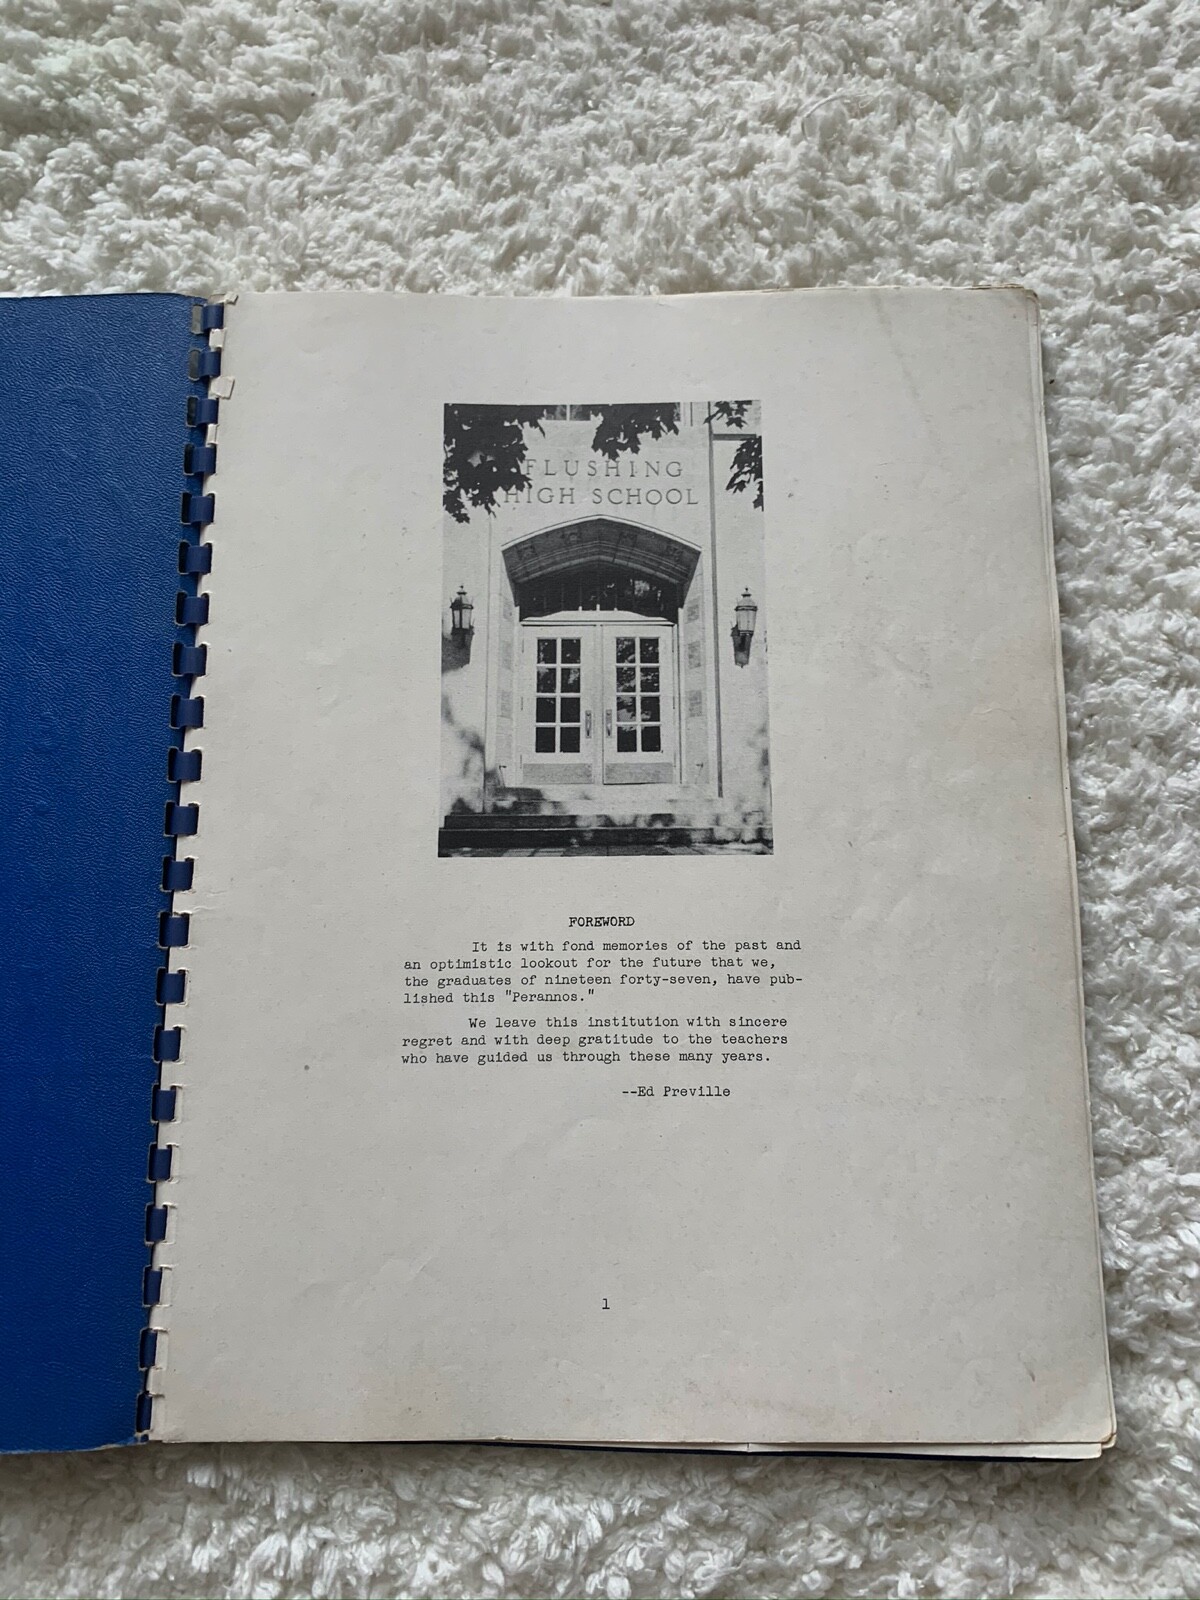 FLUSHING
HIGH SCHOOL
FOREWORD
It is with fond memories of the past and
an optimistic lookout for the future that we,
the graduates of nineteen forty-seven, have pub-
lished this "Perannos."
We leave this institution with sincere
regret and with deep gratitude to the teachers
who have guided us through these many years.
--Ed Preville
1